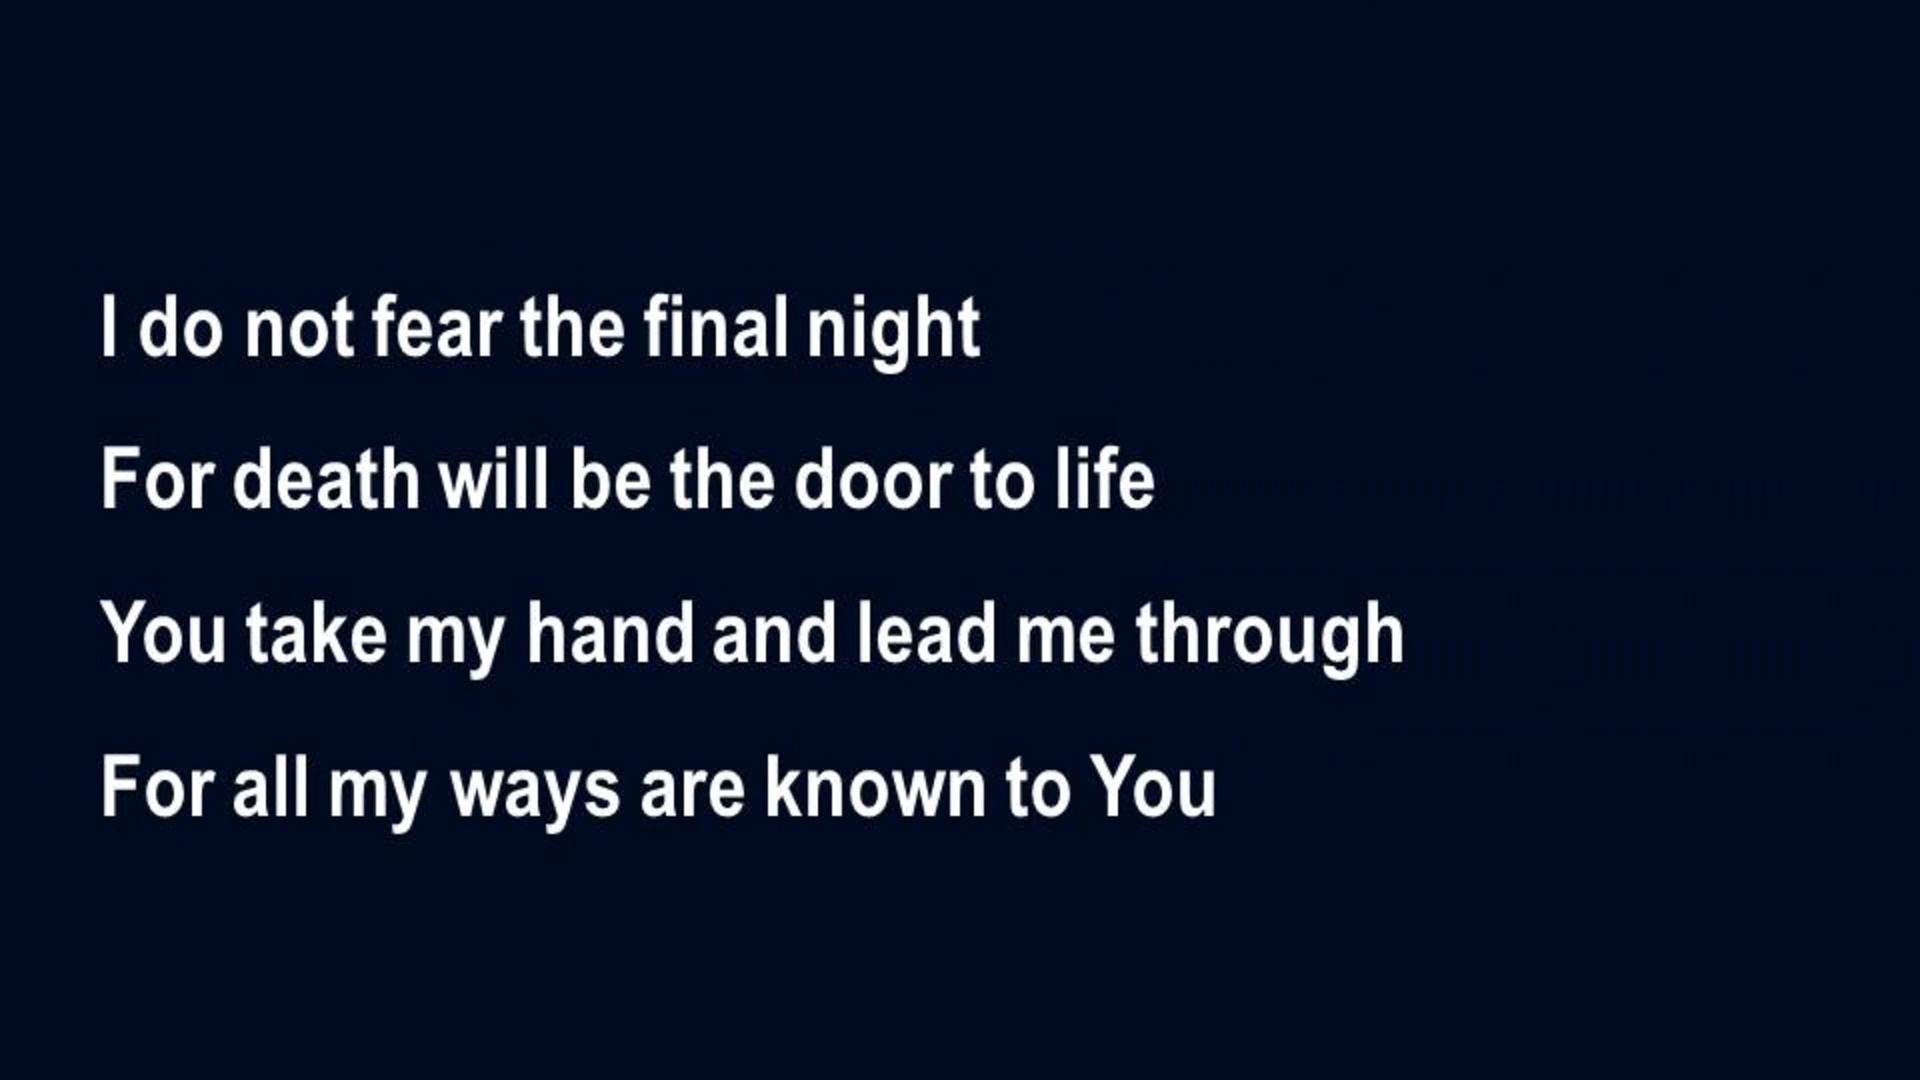 I do not fear the final night
For death will be the door to life
You take my hand and lead me through
For all my ways are known to You